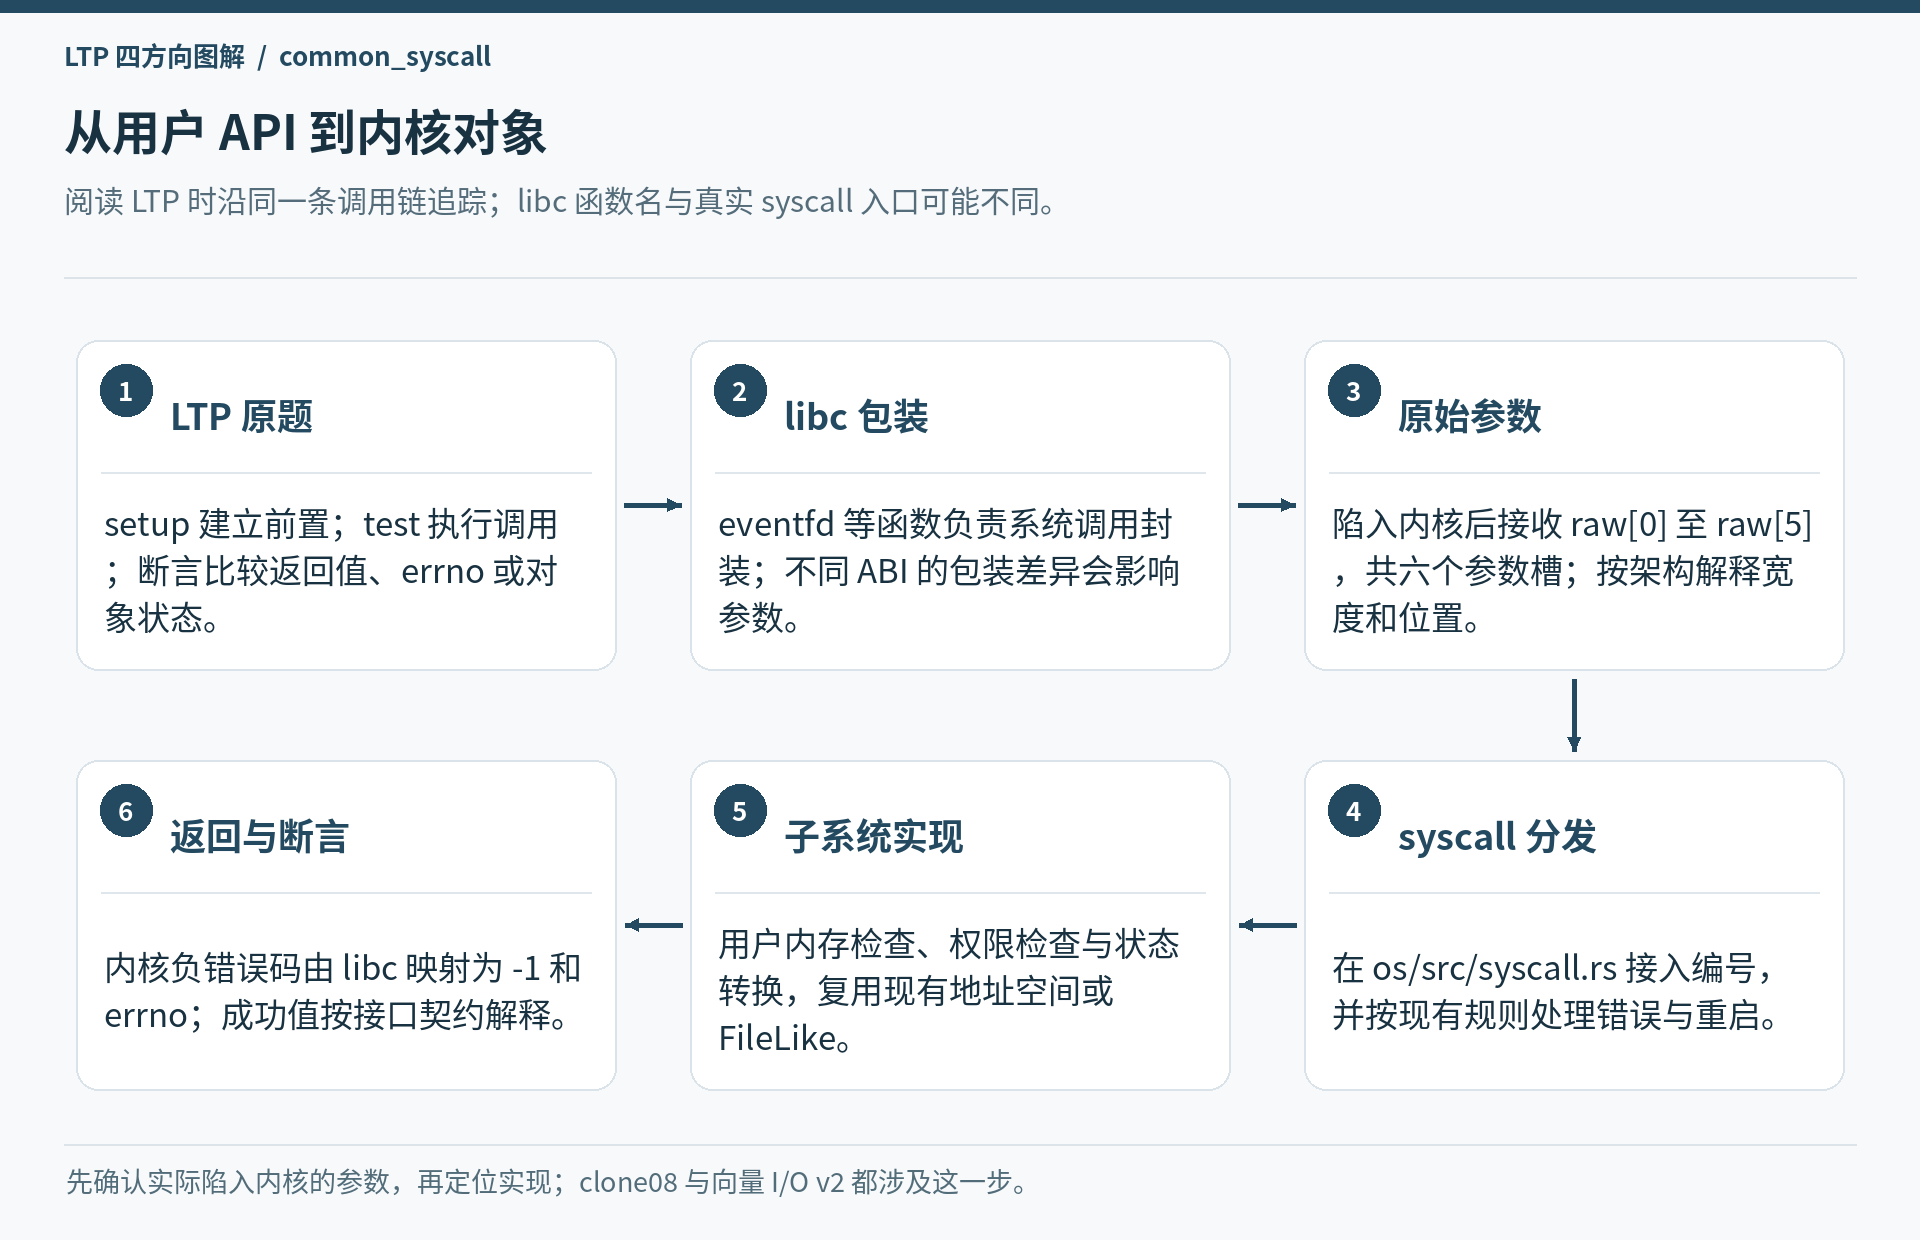 LTP 四方向图解 / common_syscall
从用户 API 到内核对象
阅读 LTP 时沿同一条调用链追踪；libc 函数名与真实 syscall 入口可能不同。
1
LTP 原题
setup 建立前置；test 执行调用
；断言比较返回值、errno 或对
象状态。
2
libc 包装
eventfd 等函数负责系统调用封
装；不同 ABI 的包装差异会影响
参数。
3
原始参数
陷入内核后接收 raw[0] 至 raw[5]
，共六个参数槽；按架构解释宽
度和位置。
4
syscall 分发
在 os/src/syscall.rs 接入编号，
并按现有规则处理错误与重启。
5
子系统实现
用户内存检查、权限检查与状态
转换，复用现有地址空间或
FileLike。
6
返回与断言
内核负错误码由 libc 映射为 -1 和
errno；成功值按接口契约解释。
先确认实际陷入内核的参数，再定位实现；clone08 与向量 I/O v2 都涉及这一步。